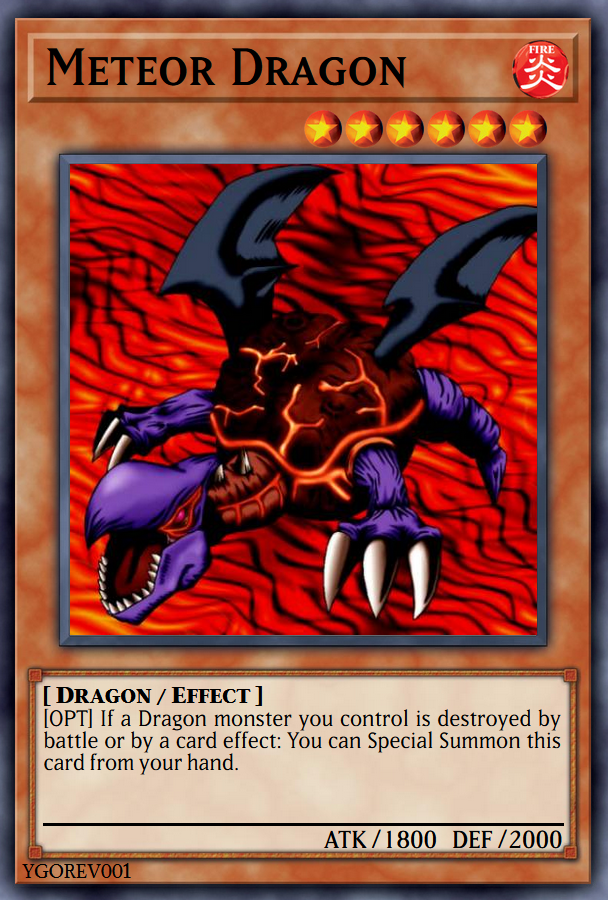 METEOR DRAGON
FIRE
炎
[ DRAGON / EFFECT ]
[OPT] If a Dragon monster you control is destroyed by
battle or by a card effect: You can Special Summon this
card from your hand.
ATK/1800 DEF/2000
YGOREV001